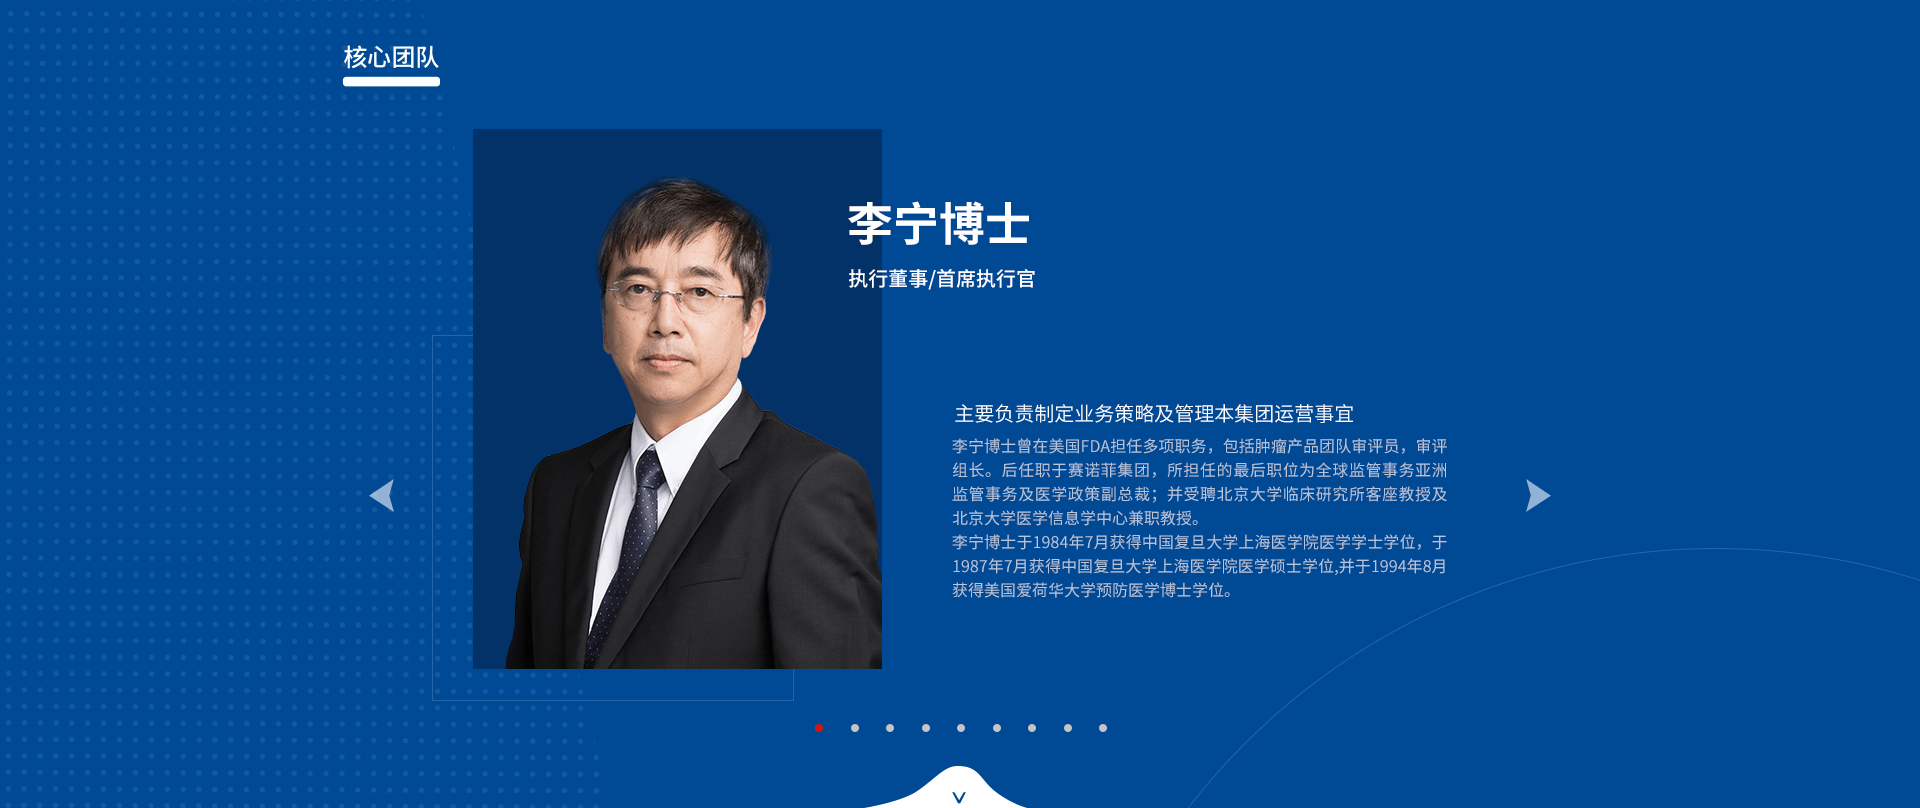 核心团队
李宁博士
执行董事/首席执行官
主要负责制定业务策略及管理本集团运营事宜
李宁博士曾在美国FDA担任多项职务，包括肿瘤产品团队审评员，审评
组长。后任职于赛诺菲集团，所担任的最后职位为全球监管事务亚洲
监管事务及医学政策副总裁；并受聘北京大学临床研究所客座教授及
北京大学医学信息学中心兼职教授。
李宁博士于1984年7月获得中国复旦大学上海医学院医学学士学位，于
1987年7月获得中国复旦大学上海医学院医学硕士学位,并于1994年8月
获得美国爱荷华大学预防医学博士学位。